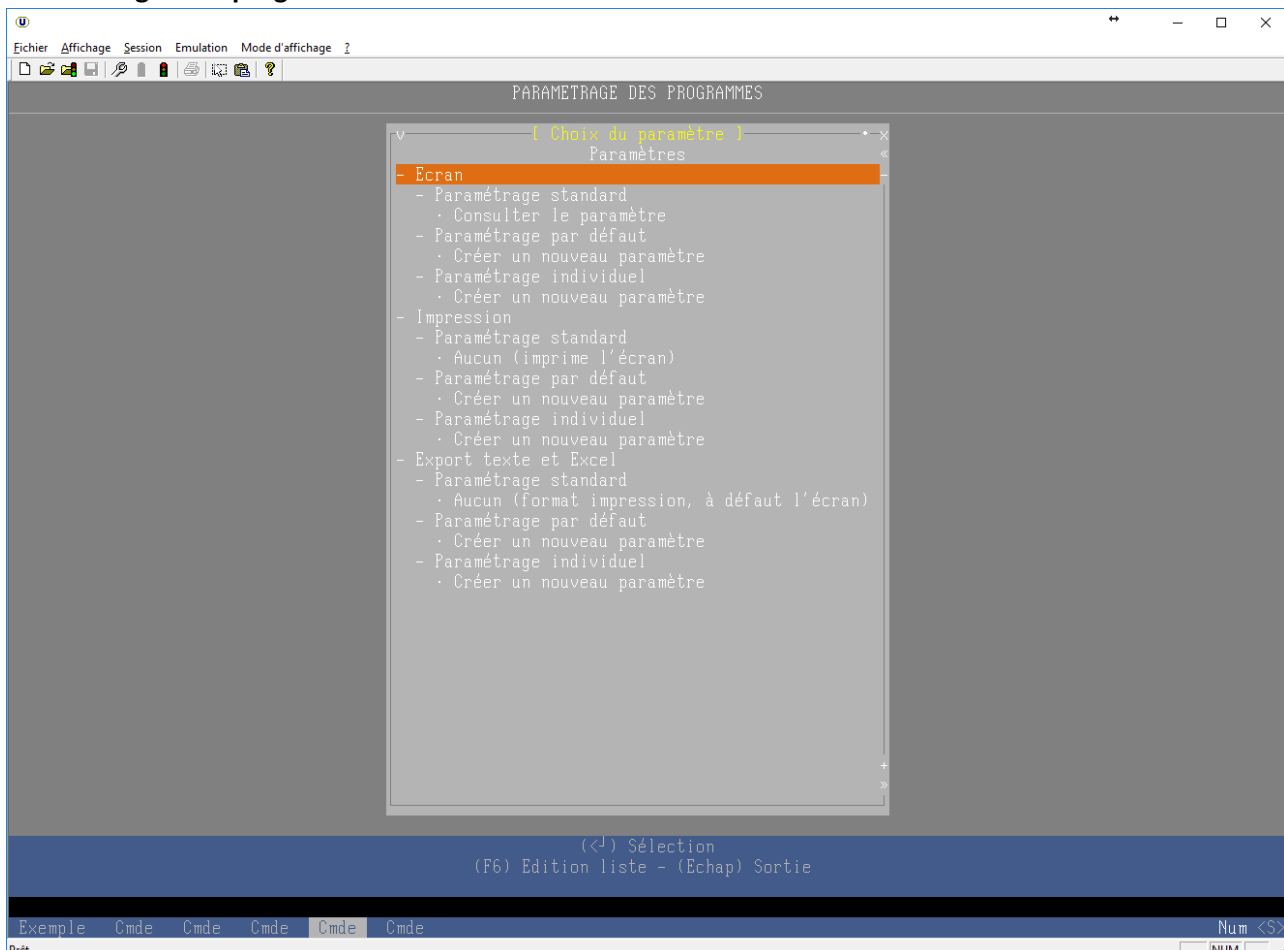 Fichier Affichage Session Emulation Mode d'affichage ?
PARAMETRAGE DES PROGRAMMES
[ Choix du paramètre ]
Paramètres
- Ecran
- Paramétrage standard
· Consulter le paramètre
- Paramétrage par défaut
· Créer un nouveau paramètre
- Paramétrage individuel
· Créer un nouveau paramètre
- Impression
- Paramétrage standard
· Aucun (imprime l'écran)
- Paramétrage par défaut
· Créer un nouveau paramètre
- Paramétrage individuel
· Créer un nouveau paramètre
- Export texte et Excel
- Paramétrage standard
· Aucun (format impression, à défaut l'écran)
- Paramétrage par défaut
· Créer un nouveau paramètre
- Paramétrage individuel
· Créer un nouveau paramètre
(<┘) Sélection
(F6) Edition liste - (Echap) Sortie
Exemple Cmde Cmde Cmde Cmde Cmde Num <S>
Prêt NUM